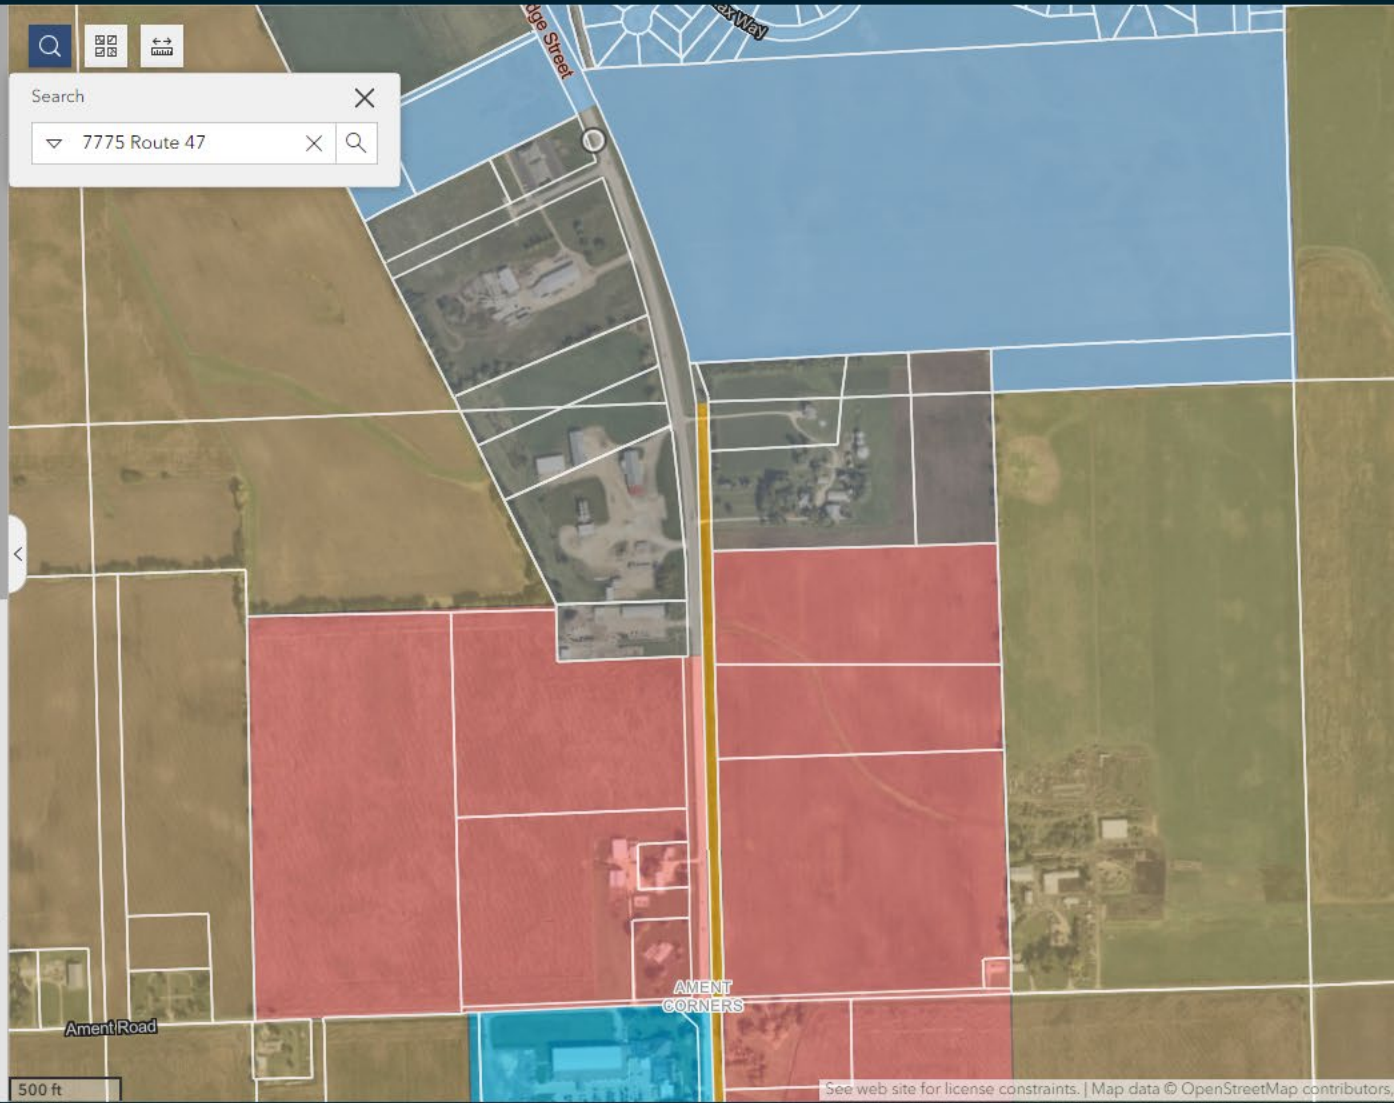 Search
7775 Route 47
dge Street
ax Way
AMENT
CORNERS
Ament Road
500 ft
See web site for license constraints. | Map data © OpenStreetMap contributors.